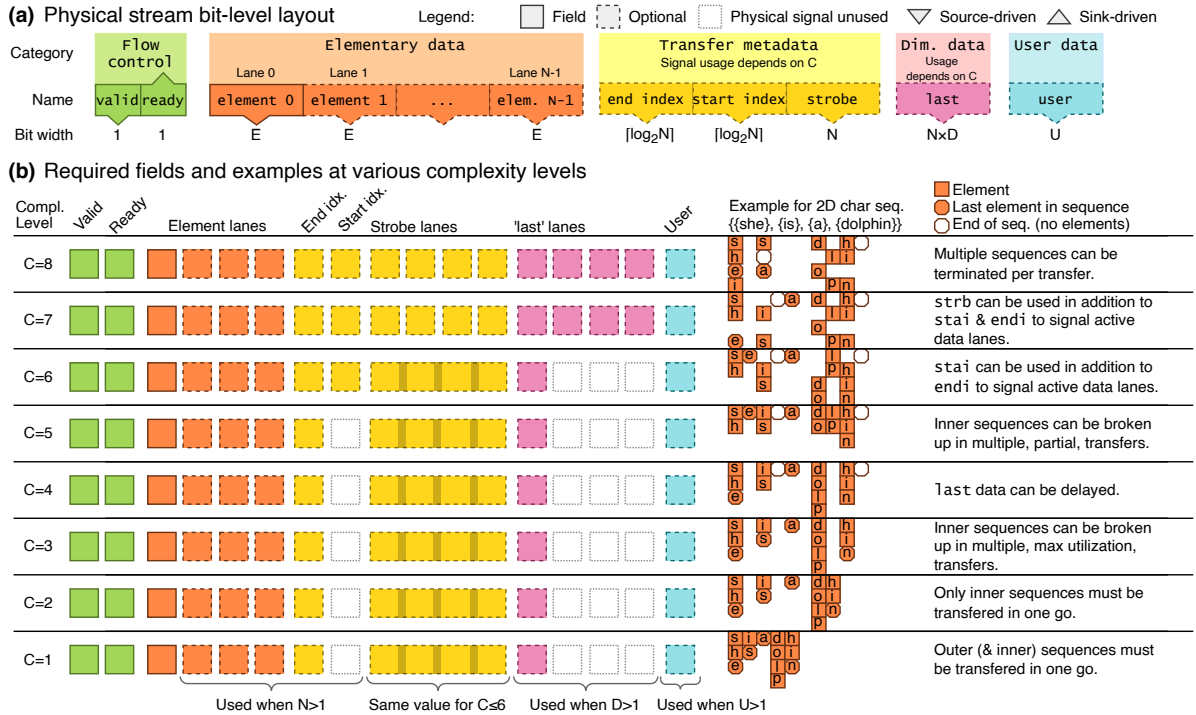 (a) Physical stream bit-level layout
Legend: Field Optional Physical signal unused Source-driven Sink-driven
Category
Flow control
Elementary data
Lane 0 Lane 1 Lane N-1
Transfer metadata
Signal usage depends on C
Dim. data
Usage depends on C
User data
Name
valid ready element 0 element 1 ... elem. N-1 end index start index strobe last user
Bit width 1 1 E E E ⌈log2N⌉ ⌈log2N⌉ N N×D U
(b) Required fields and examples at various complexity levels
Compl. Level
Valid
Ready
Element lanes
End idx.
Start idx.
Strobe lanes
'last' lanes
User
Example for 2D char seq.
{{she}, {is}, {a}, {dolphin}}
Element
Last element in sequence
End of seq. (no elements)
C=8
s s d h
h l i
e a o
i p n
Multiple sequences can be
terminated per transfer.
C=7
s a d h
h i l i
o
e s p n
strb can be used in addition to
stai & endi to signal active
data lanes.
C=6
s e a l h
h i p i
s d i
o n
stai can be used in addition to
endi to signal active data lanes.
C=5
s e i a d l h
h s o p i
n
Inner sequences can be broken
up in multiple, partial, transfers.
C=4
s i a d h
h s o i
e l n
p
last data can be delayed.
C=3
s i a d h
h s o i
e l n
p
Inner sequences can be broken
up in multiple, max utilization,
transfers.
C=2
s i a d h
h s o i
e l n
p
Only inner sequences must be
transfered in one go.
C=1
s i a d h
h s o i
e l n
p
Outer (& inner) sequences must
be transfered in one go.
Used when N>1 Same value for C≤6 Used when D>1 Used when U>1